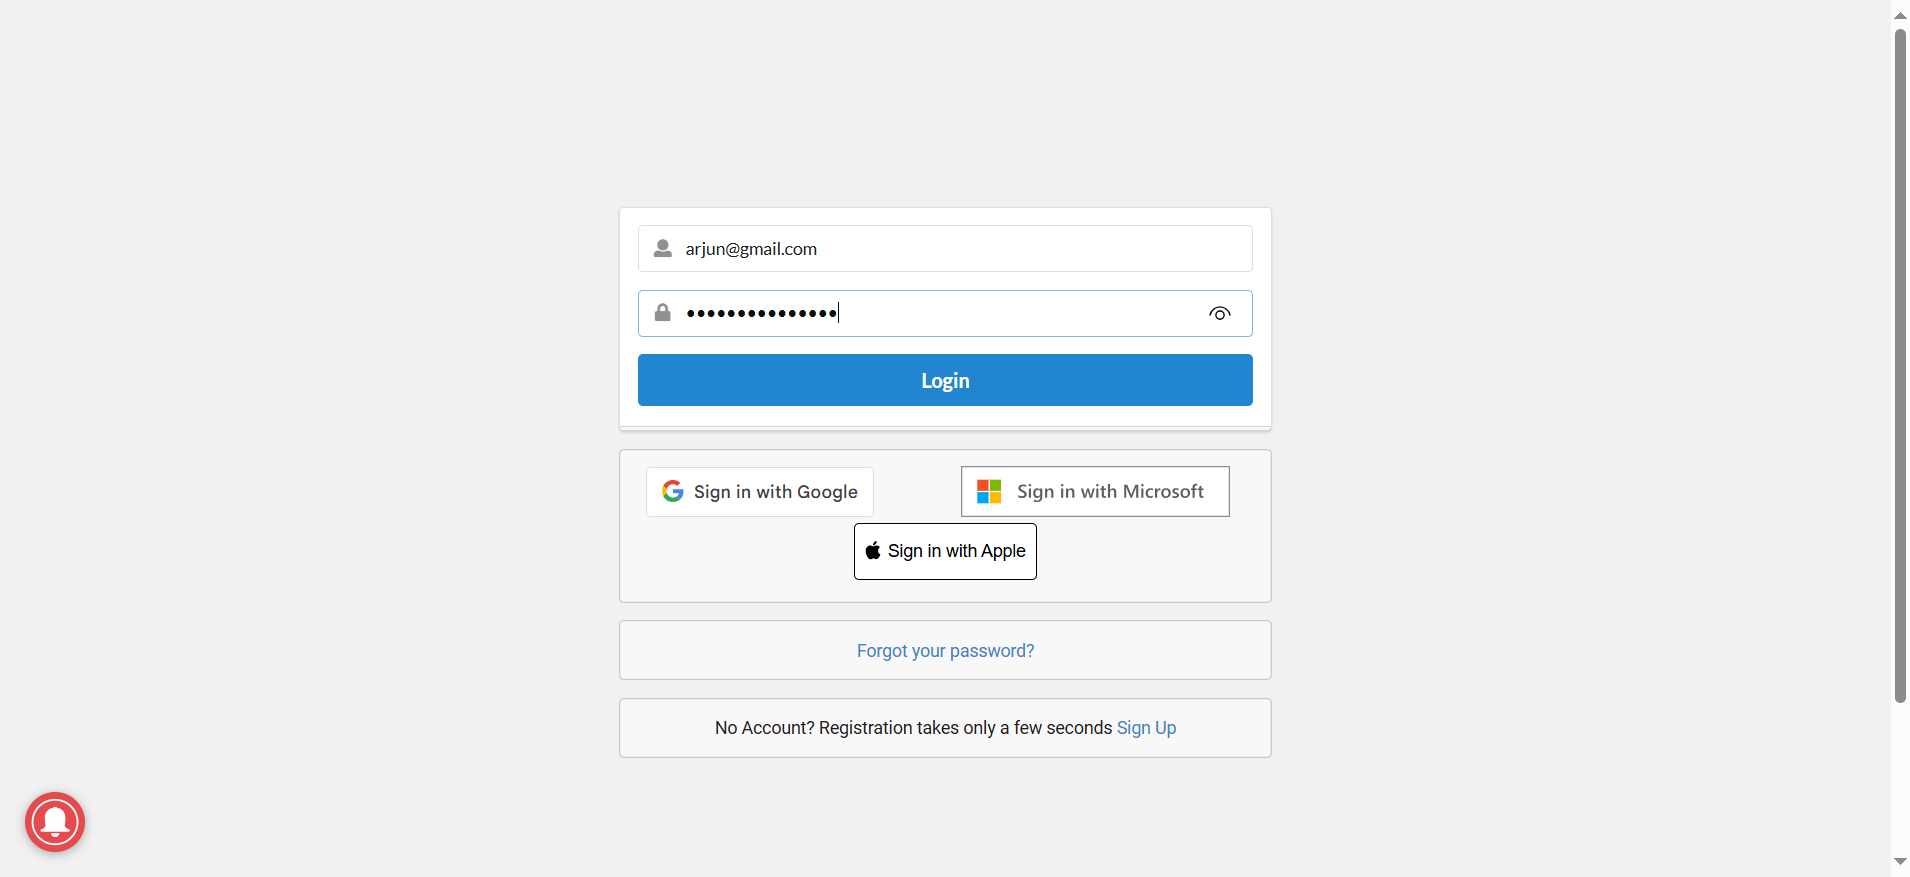 arjun@gmail.com
•••••••••••••••
Login
Sign in with Google
Sign in with Microsoft
Sign in with Apple
Forgot your password?
No Account? Registration takes only a few seconds Sign Up